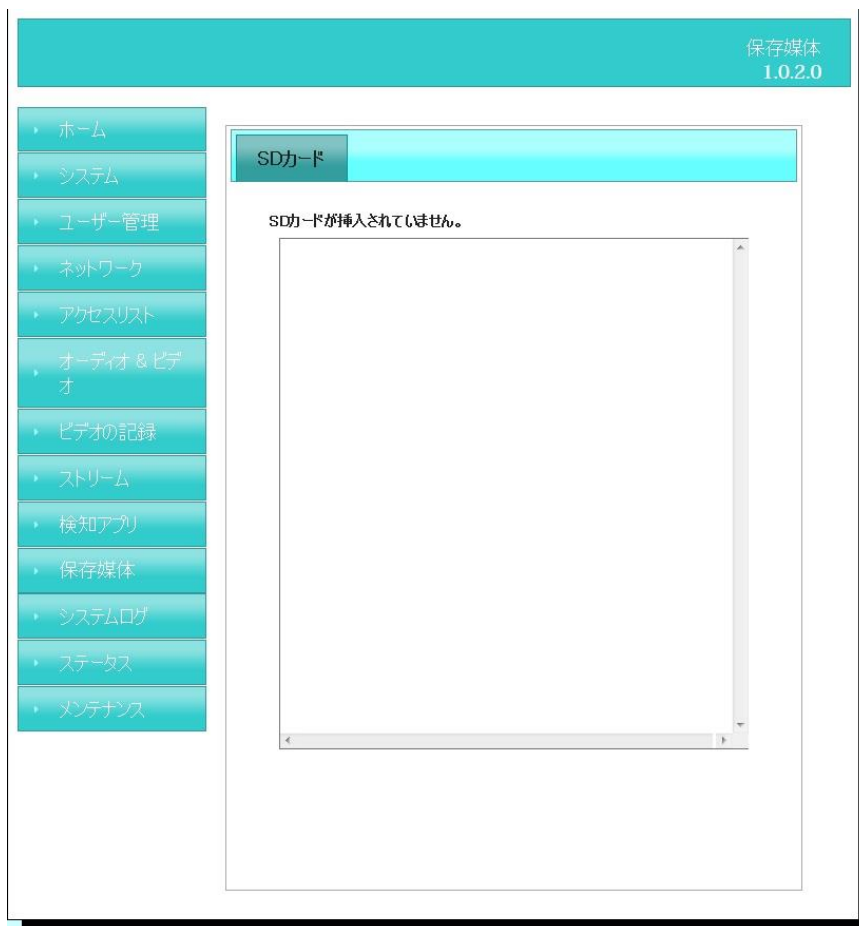 保存媒体
1.0.2.0
ホーム
システム
ユーザー管理
ネットワーク
アクセスリスト
オーディオ & ビデ
オ
ビデオの記録
ストリーム
検知アプリ
保存媒体
システムログ
ステータス
メンテナンス
SDカード
SDカードが挿入されていません。